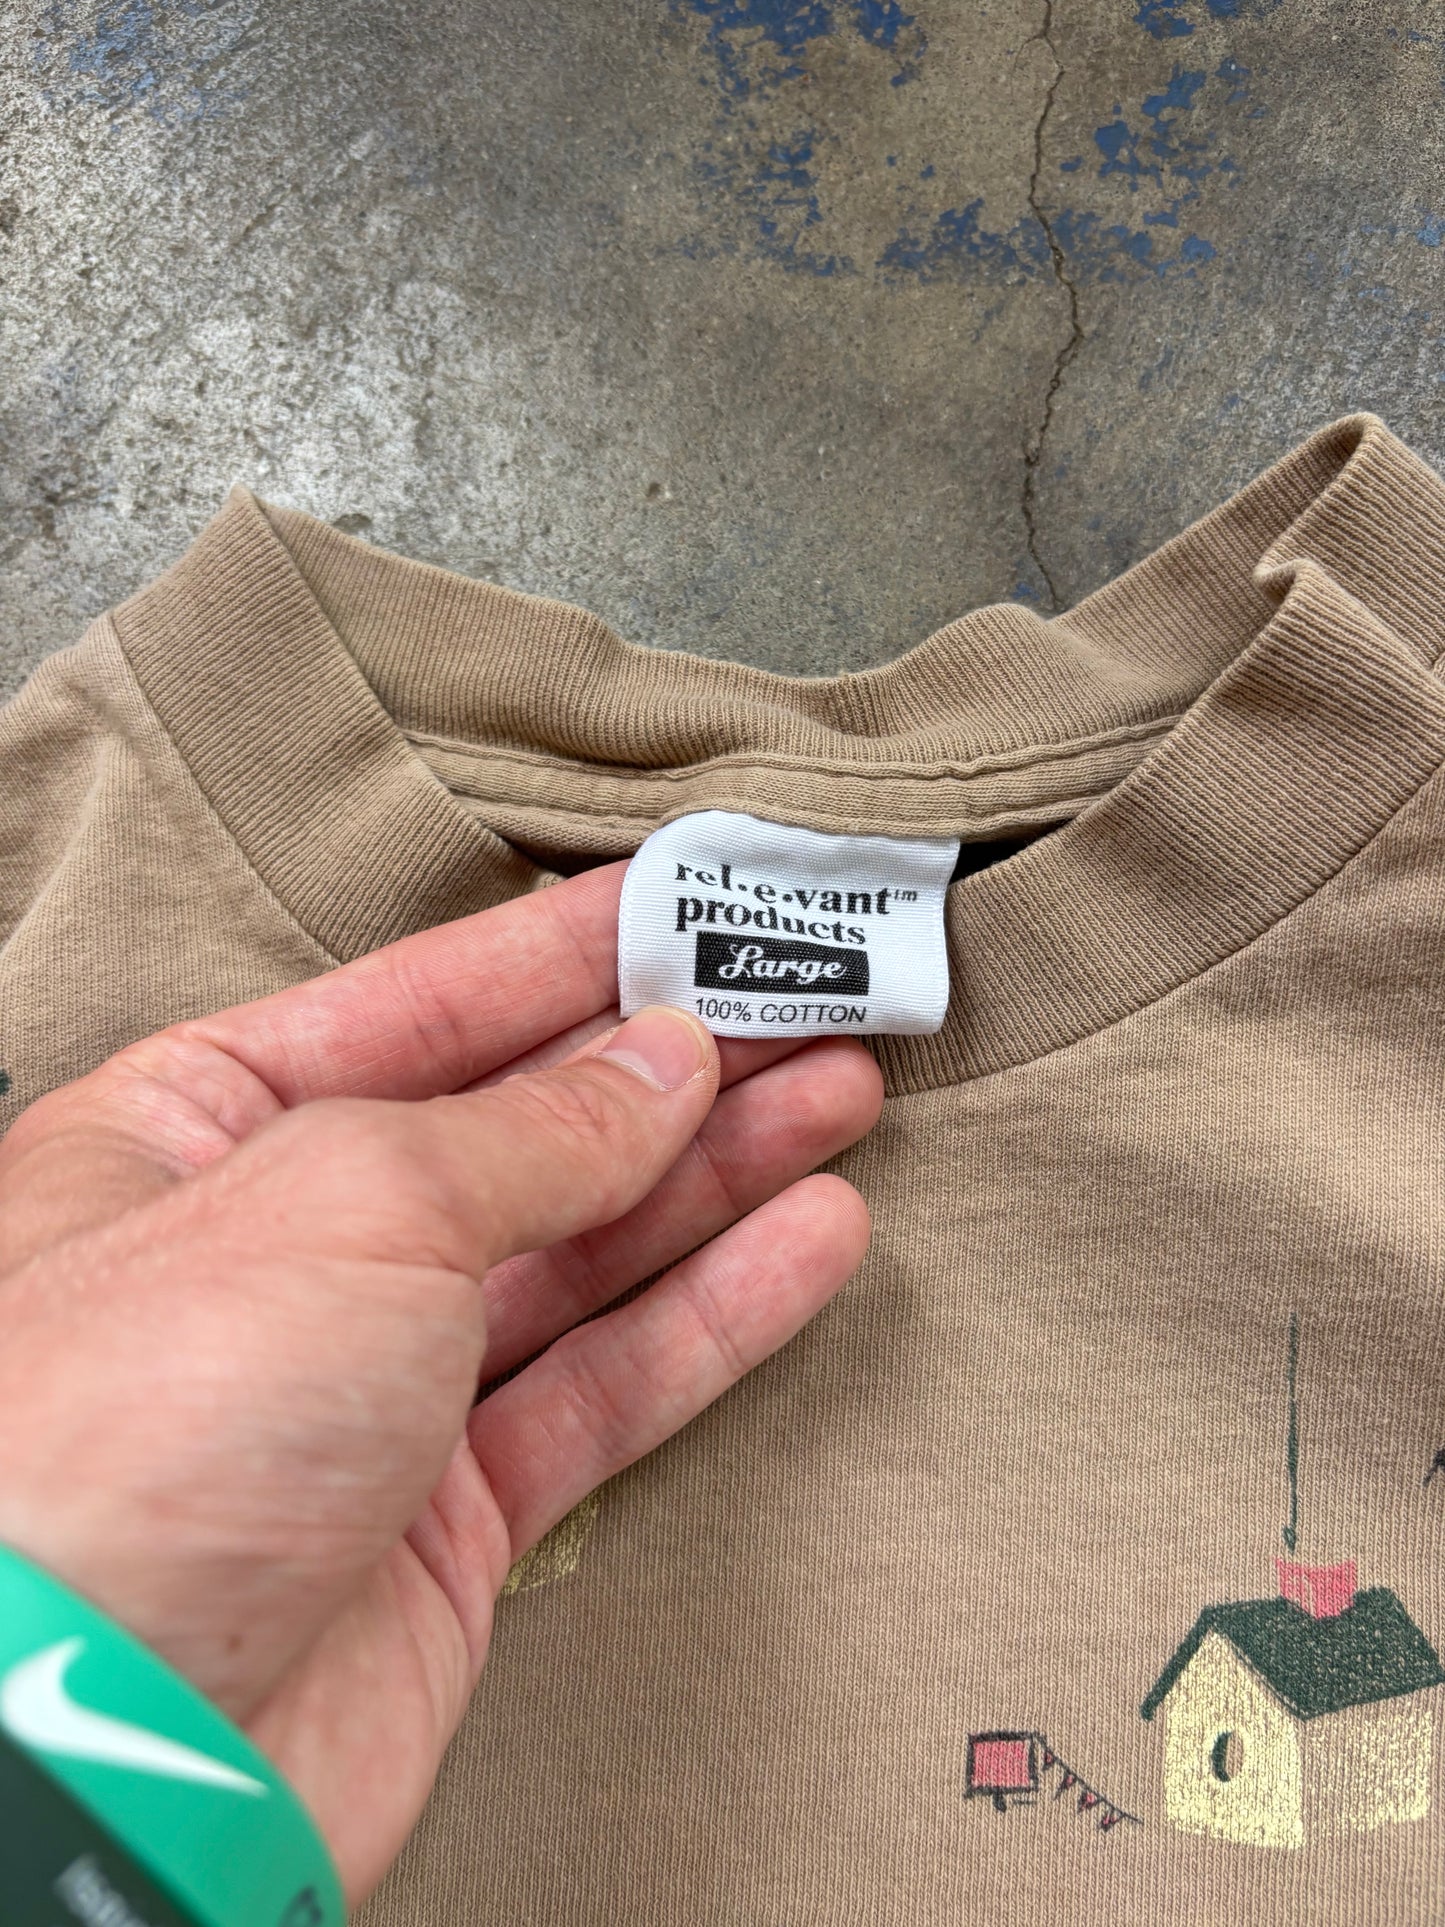 rel·e·vant™
products
Large
100% COTTON